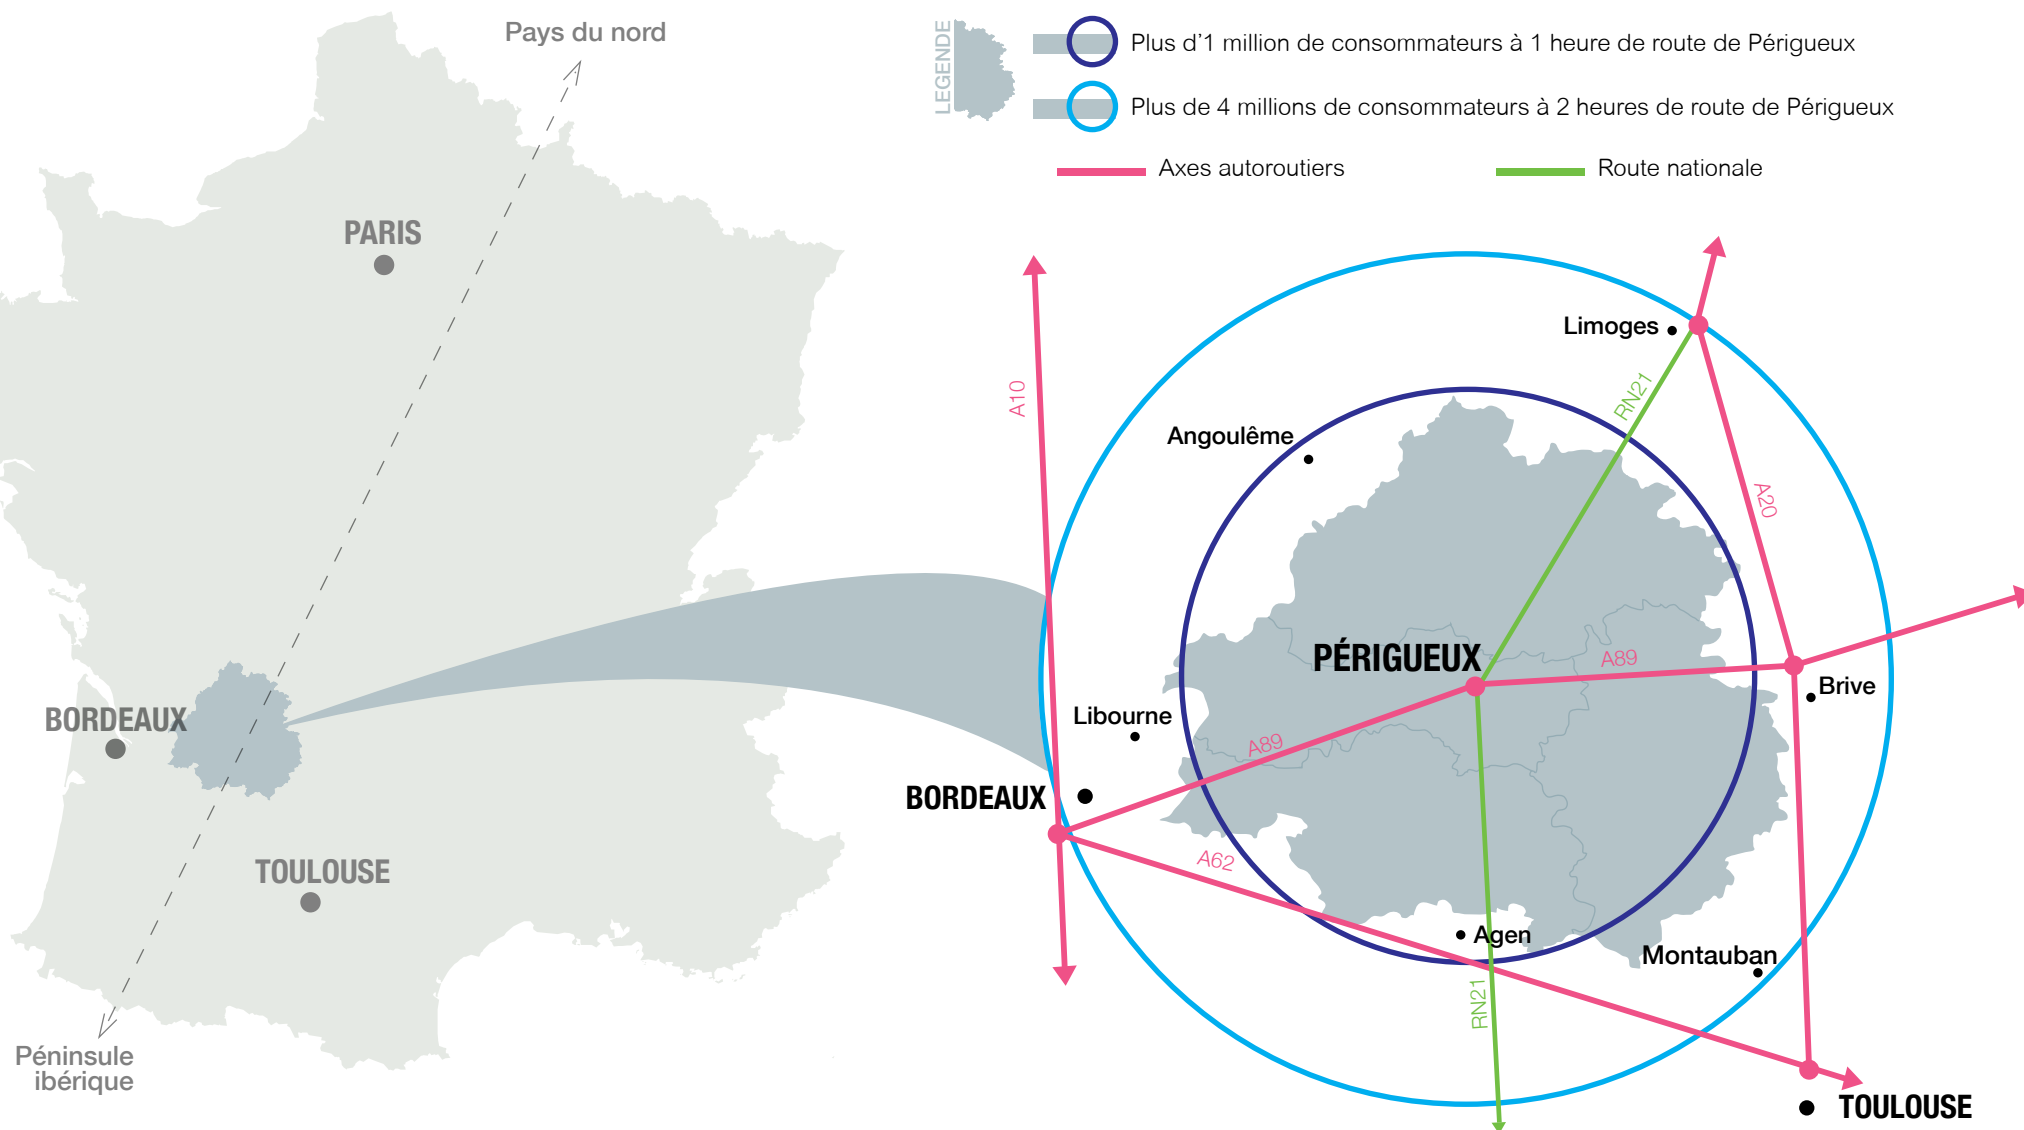 Pays du nord
PARIS
BORDEAUX
TOULOUSE
Péninsule
ibérique
LEGENDE
Plus d'1 million de consommateurs à 1 heure de route de Périgueux
Plus de 4 millions de consommateurs à 2 heures de route de Périgueux
Axes autoroutiers
Route nationale
Limoges
RN21
A10
Angoulême
A20
PÉRIGUEUX
A89
Brive
Libourne
A89
BORDEAUX
A62
Agen
Montauban
RN21
TOULOUSE